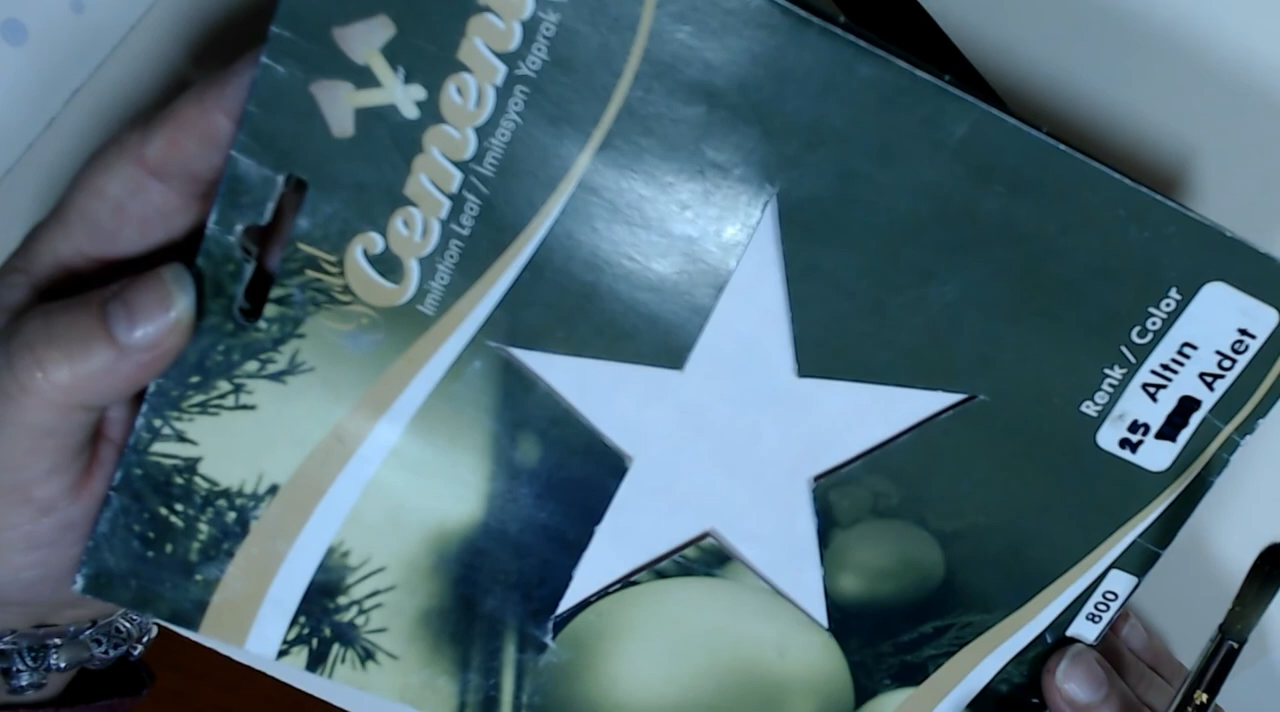 Cemen
Imitation Leaf / İmitasyon Yaprak
Renk / Color
25 Altın
Adet
800